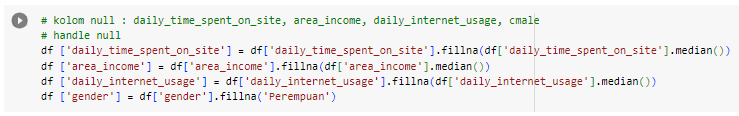 # kolom null : daily_time_spent_on_site, area_income, daily_internet_usage, cmale
# handle null
df ['daily_time_spent_on_site'] = df['daily_time_spent_on_site'].fillna(df['daily_time_spent_on_site'].median())
df ['area_income'] = df['area_income'].fillna(df['area_income'].median())
df ['daily_internet_usage'] = df['daily_internet_usage'].fillna(df['daily_internet_usage'].median())
df ['gender'] = df['gender'].fillna('Perempuan')